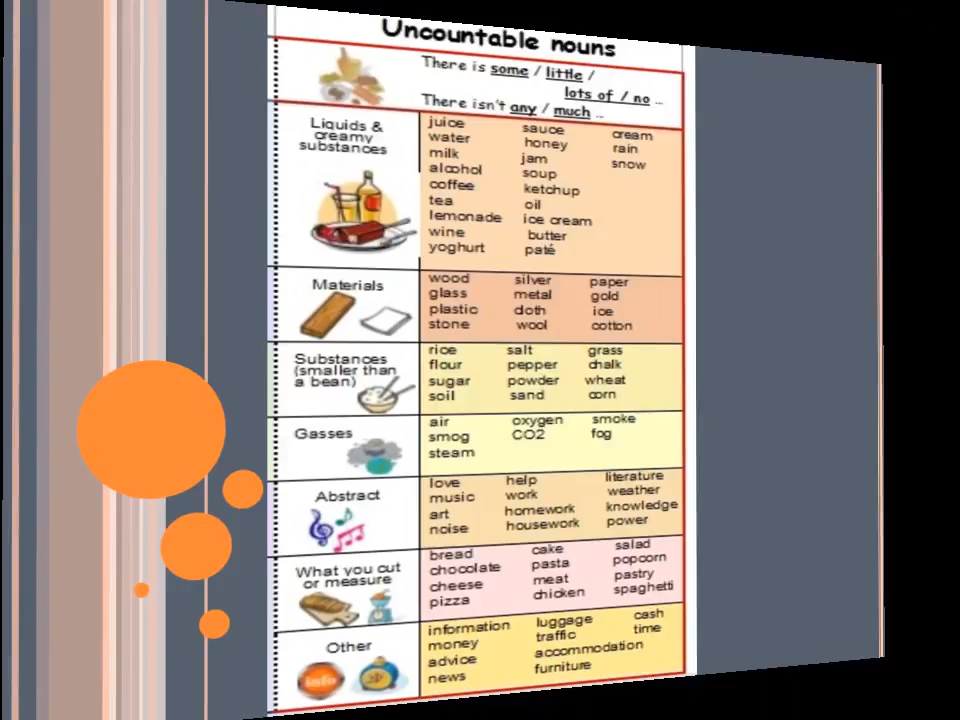 Uncountable nouns
There is some / little /
lots of / no ...
There isn't any / much ...
Liquids &
creamy
substances
juice sauce cream
water honey rain
milk jam snow
alcohol soup
coffee ketchup
tea oil
lemonade ice cream
wine butter
yoghurt paté
Materials
wood silver paper
glass metal gold
plastic cloth ice
stone wool cotton
Substances
(smaller than
a bean)
rice salt grass
flour pepper chalk
sugar powder wheat
soil sand corn
Gasses
air oxygen smoke
smog CO2 fog
steam
Abstract
love help literature
music work weather
art homework knowledge
noise housework power
What you cut
or measure
bread cake salad
chocolate pasta popcorn
cheese meat pastry
pizza chicken spaghetti
Other
information luggage cash
money traffic time
advice accommodation
news furniture
Info